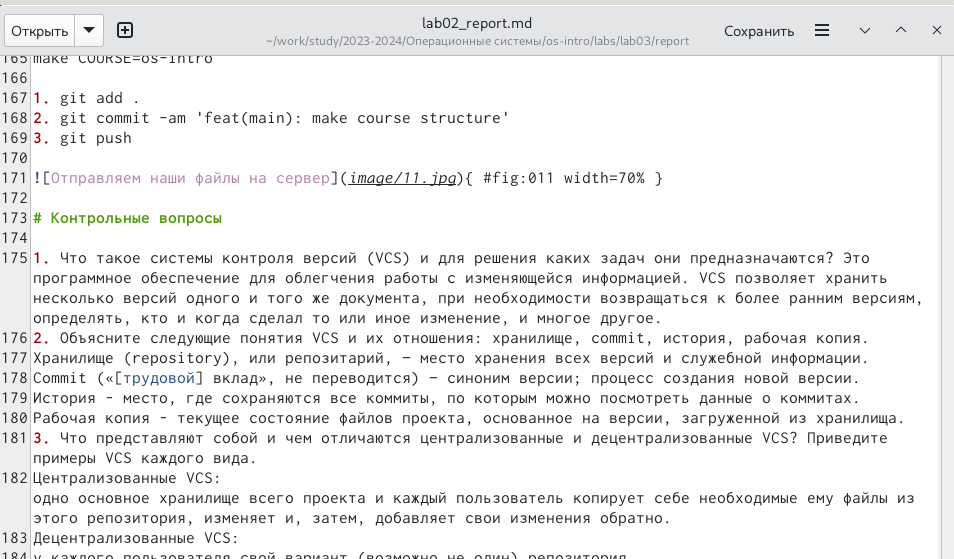 Открыть
lab02_report.md
~/work/study/2023-2024/Операционные системы/os-intro/labs/lab03/report
Сохранить
165 make COURSE=os-intro
166
167 1. git add .
168 2. git commit -am 'feat(main): make course structure'
169 3. git push
170
171 ![Отправляем наши файлы на сервер](image/11.jpg){ #fig:011 width=70% }
172
173 # Контрольные вопросы
174
175 1. Что такое системы контроля версий (VCS) и для решения каких задач они предназначаются? Это
программное обеспечение для облегчения работы с изменяющейся информацией. VCS позволяет хранить
несколько версий одного и того же документа, при необходимости возвращаться к более ранним версиям,
определять, кто и когда сделал то или иное изменение, и многое другое.
176 2. Объясните следующие понятия VCS и их отношения: хранилище, commit, история, рабочая копия.
177 Хранилище (repository), или репозитарий, — место хранения всех версий и служебной информации.
178 Commit («[трудовой] вклад», не переводится) — синоним версии; процесс создания новой версии.
179 История - место, где сохраняются все коммиты, по которым можно посмотреть данные о коммитах.
180 Рабочая копия - текущее состояние файлов проекта, основанное на версии, загруженной из хранилища.
181 3. Что представляют собой и чем отличаются централизованные и децентрализованные VCS? Приведите
примеры VCS каждого вида.
182 Централизованные VCS:
одно основное хранилище всего проекта и каждый пользователь копирует себе необходимые ему файлы из
этого репозитория, изменяет и, затем, добавляет свои изменения обратно.
183 Децентрализованные VCS:
184 у каждого пользователя свой вариант (возможно не один) репозитория